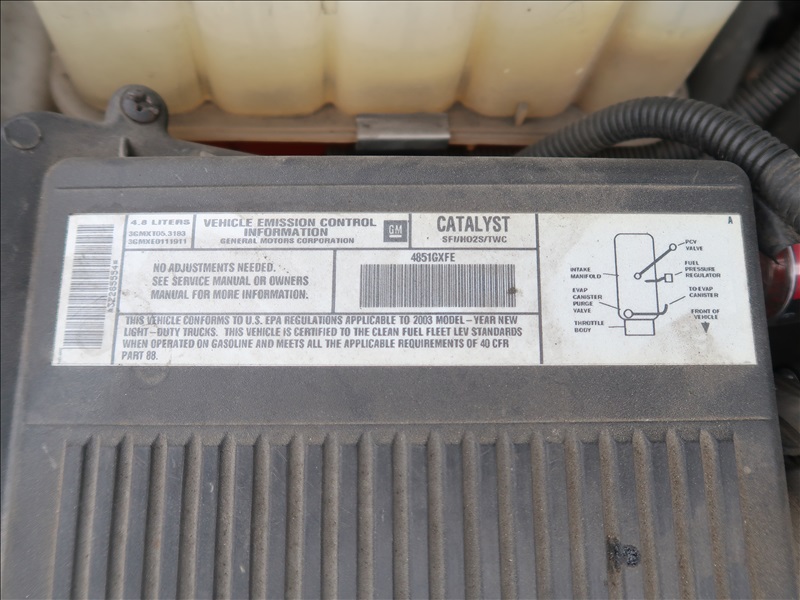 4.8 LITERS
3GMXT05.3183
3GMXE0111911
VEHICLE EMISSION CONTROL
INFORMATION
GENERAL MOTORS CORPORATION
GM
CATALYST
SFI/HO2S/TWC
NO ADJUSTMENTS NEEDED.
SEE SERVICE MANUAL OR OWNERS
MANUAL FOR MORE INFORMATION.
4851GXFE
THIS VEHICLE CONFORMS TO U.S. EPA REGULATIONS APPLICABLE TO 2003 MODEL-YEAR NEW
LIGHT-DUTY TRUCKS. THIS VEHICLE IS CERTIFIED TO THE CLEAN FUEL FLEET LEV STANDARDS
WHEN OPERATED ON GASOLINE AND MEETS ALL THE APPLICABLE REQUIREMENTS OF 40 CFR
PART 88.
A
PCV
VALVE
INTAKE
MANIFOLD
FUEL
PRESSURE
REGULATOR
EVAP
CANISTER
PURGE
VALVE
TO EVAP
CANISTER
THROTTLE
BODY
FRONT OF
VEHICLE